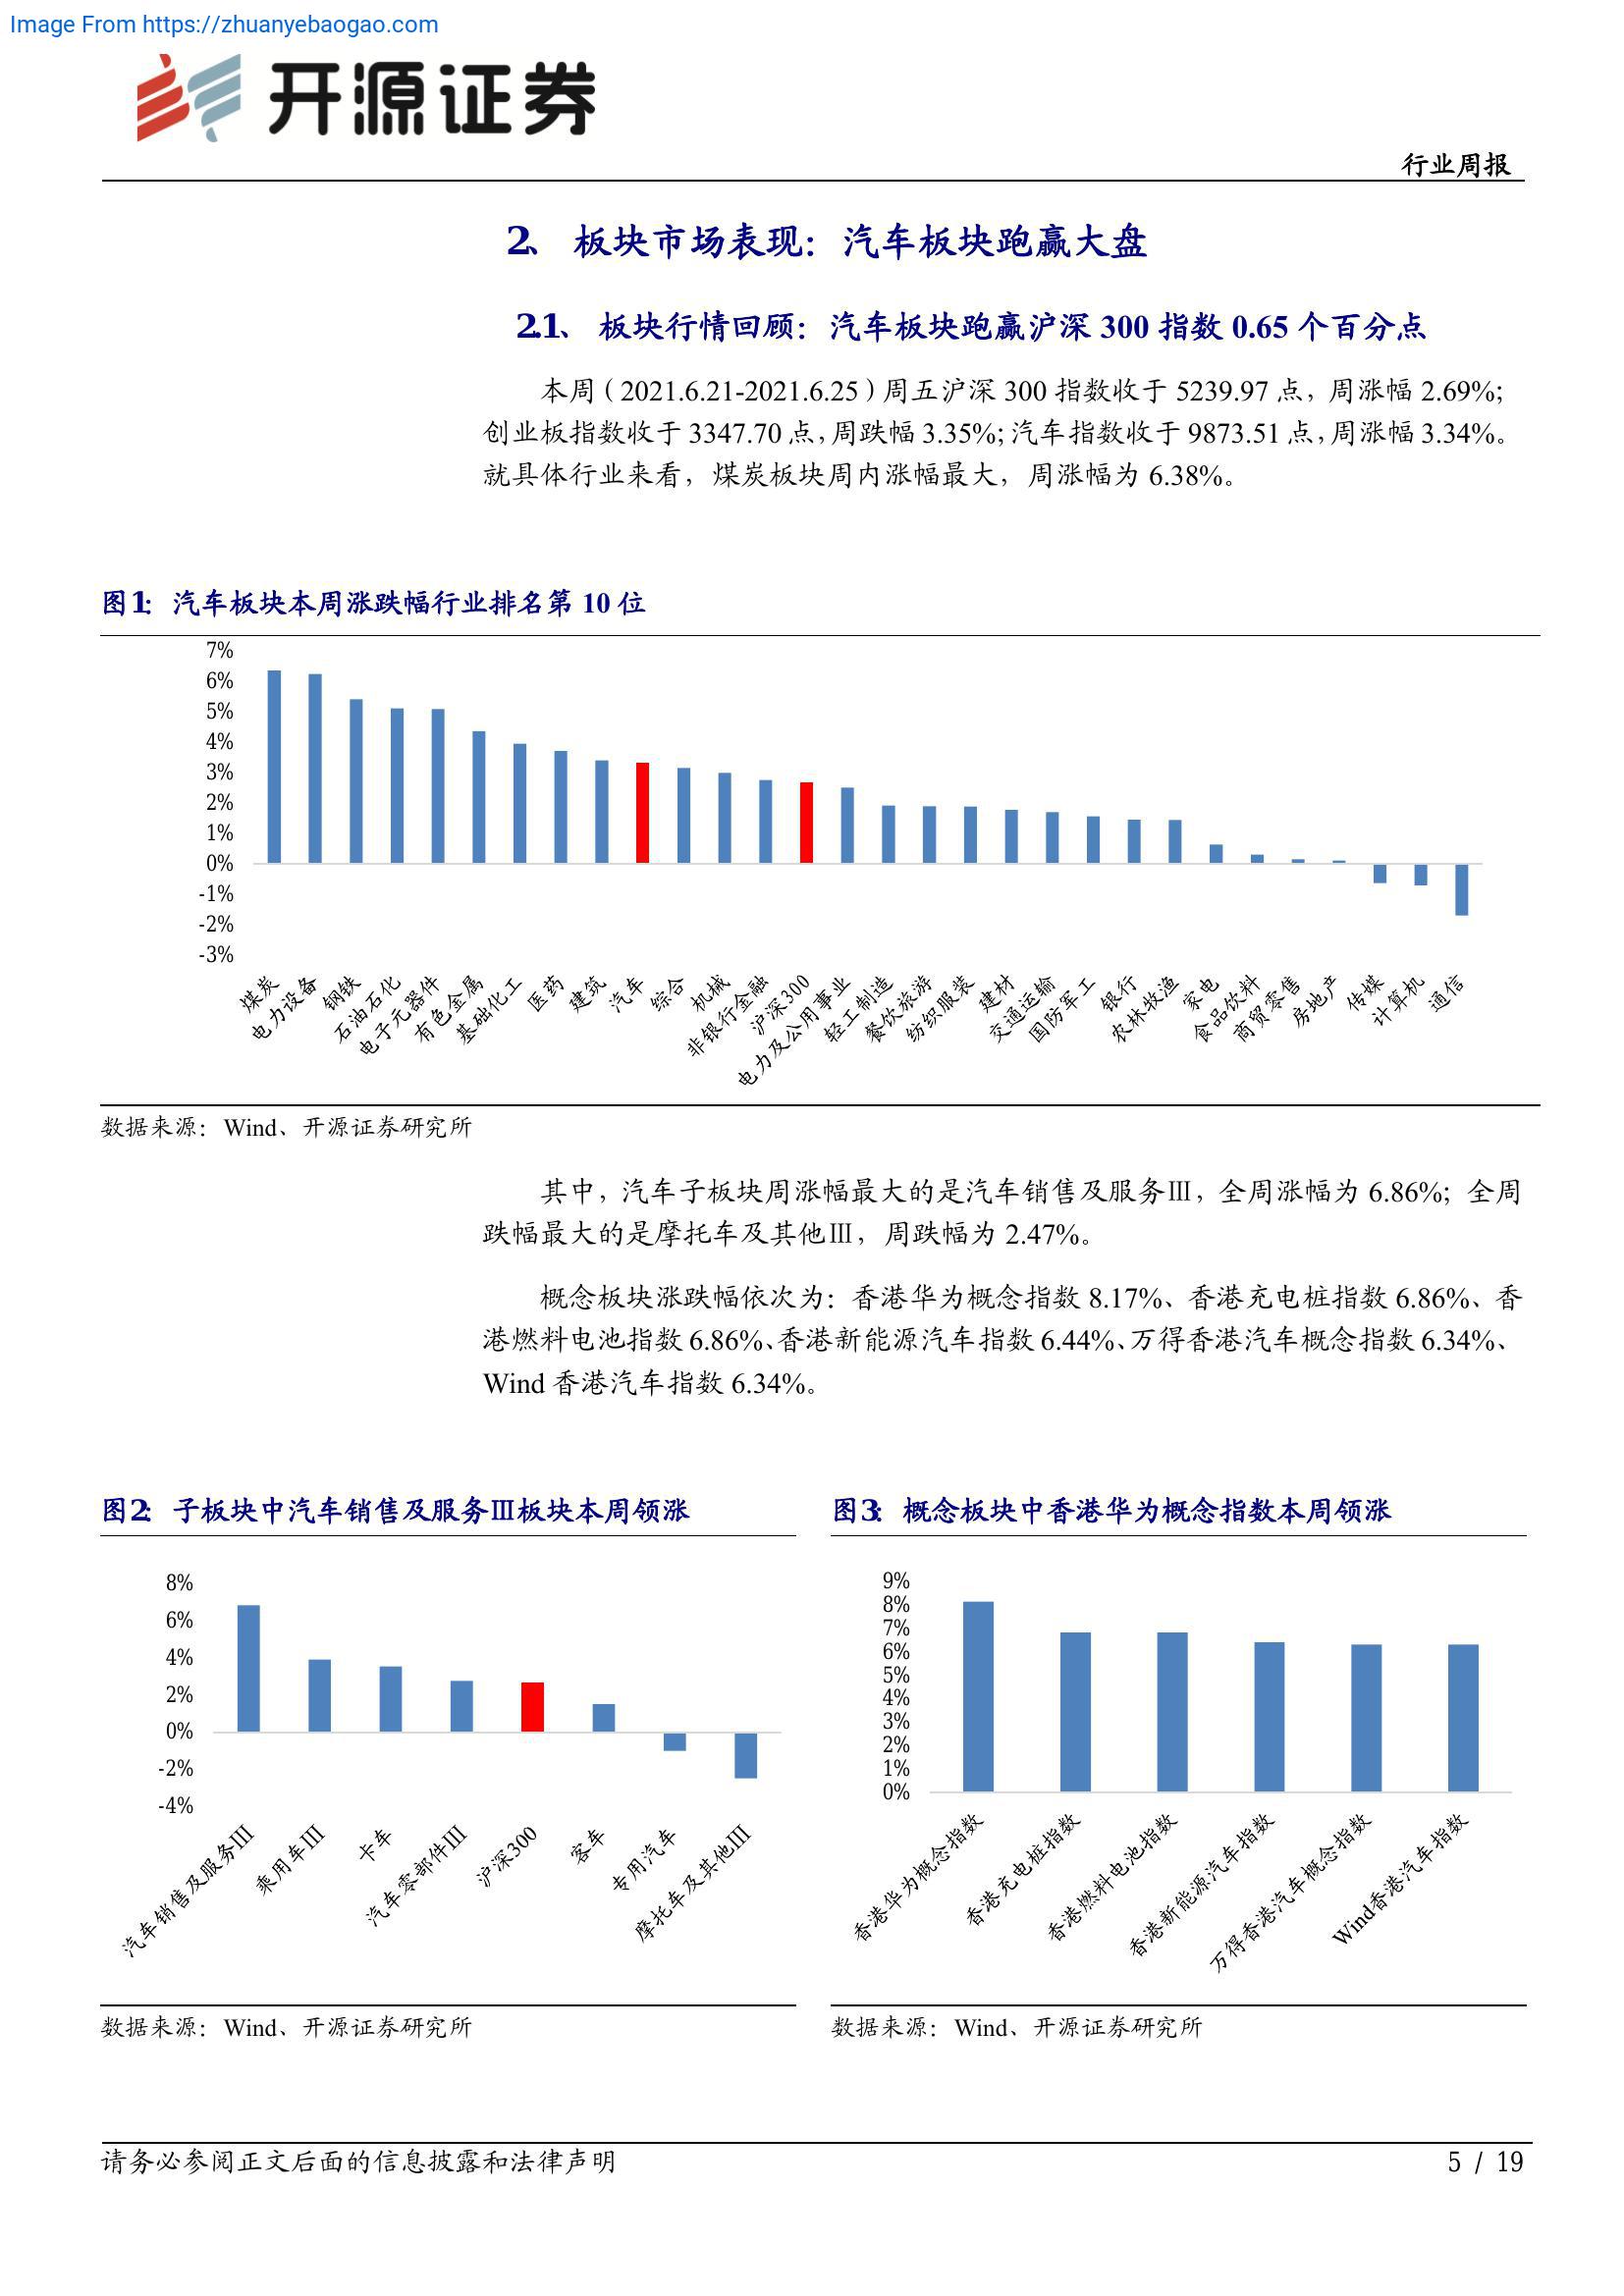 Image From https://zhuanyebaogao.com
开源证券
行业周报
2、 板块市场表现：汽车板块跑赢大盘
2.1、 板块行情回顾：汽车板块跑赢沪深 300 指数 0.65 个百分点
本周（2021.6.21-2021.6.25）周五沪深 300 指数收于 5239.97 点，周涨幅 2.69%；
创业板指数收于 3347.70 点，周跌幅 3.35%；汽车指数收于 9873.51 点，周涨幅 3.34%。
就具体行业来看，煤炭板块周内涨幅最大，周涨幅为 6.38%。
图1：汽车板块本周涨跌幅行业排名第 10 位
7%
6%
5%
4%
3%
2%
1%
0%
-1%
-2%
-3%
煤炭
电力设备
钢铁
石油石化
电子元器件
有色金属
基础化工
医药
建筑
汽车
综合
机械
非银行金融
沪深300
电力及公用事业
轻工制造
餐饮旅游
纺织服装
建材
交通运输
国防军工
银行
农林牧渔
家电
食品饮料
商贸零售
房地产
传媒
计算机
通信
数据来源：Wind、开源证券研究所
其中，汽车子板块周涨幅最大的是汽车销售及服务Ⅲ，全周涨幅为 6.86%；全周
跌幅最大的是摩托车及其他Ⅲ，周跌幅为 2.47%。
概念板块涨跌幅依次为：香港华为概念指数 8.17%、香港充电桩指数 6.86%、香
港燃料电池指数 6.86%、香港新能源汽车指数 6.44%、万得香港汽车概念指数 6.34%、
Wind 香港汽车指数 6.34%。
图2：子板块中汽车销售及服务Ⅲ板块本周领涨
8%
6%
4%
2%
0%
-2%
-4%
汽车销售及服务Ⅲ
乘用车Ⅲ
卡车
汽车零部件Ⅲ
沪深300
客车
专用汽车
摩托车及其他Ⅲ
数据来源：Wind、开源证券研究所
图3：概念板块中香港华为概念指数本周领涨
9%
8%
7%
6%
5%
4%
3%
2%
1%
0%
香港华为概念指数
香港充电桩指数
香港燃料电池指数
香港新能源汽车指数
万得香港汽车概念指数
Wind香港汽车指数
数据来源：Wind、开源证券研究所
请务必参阅正文后面的信息披露和法律声明
5 / 19